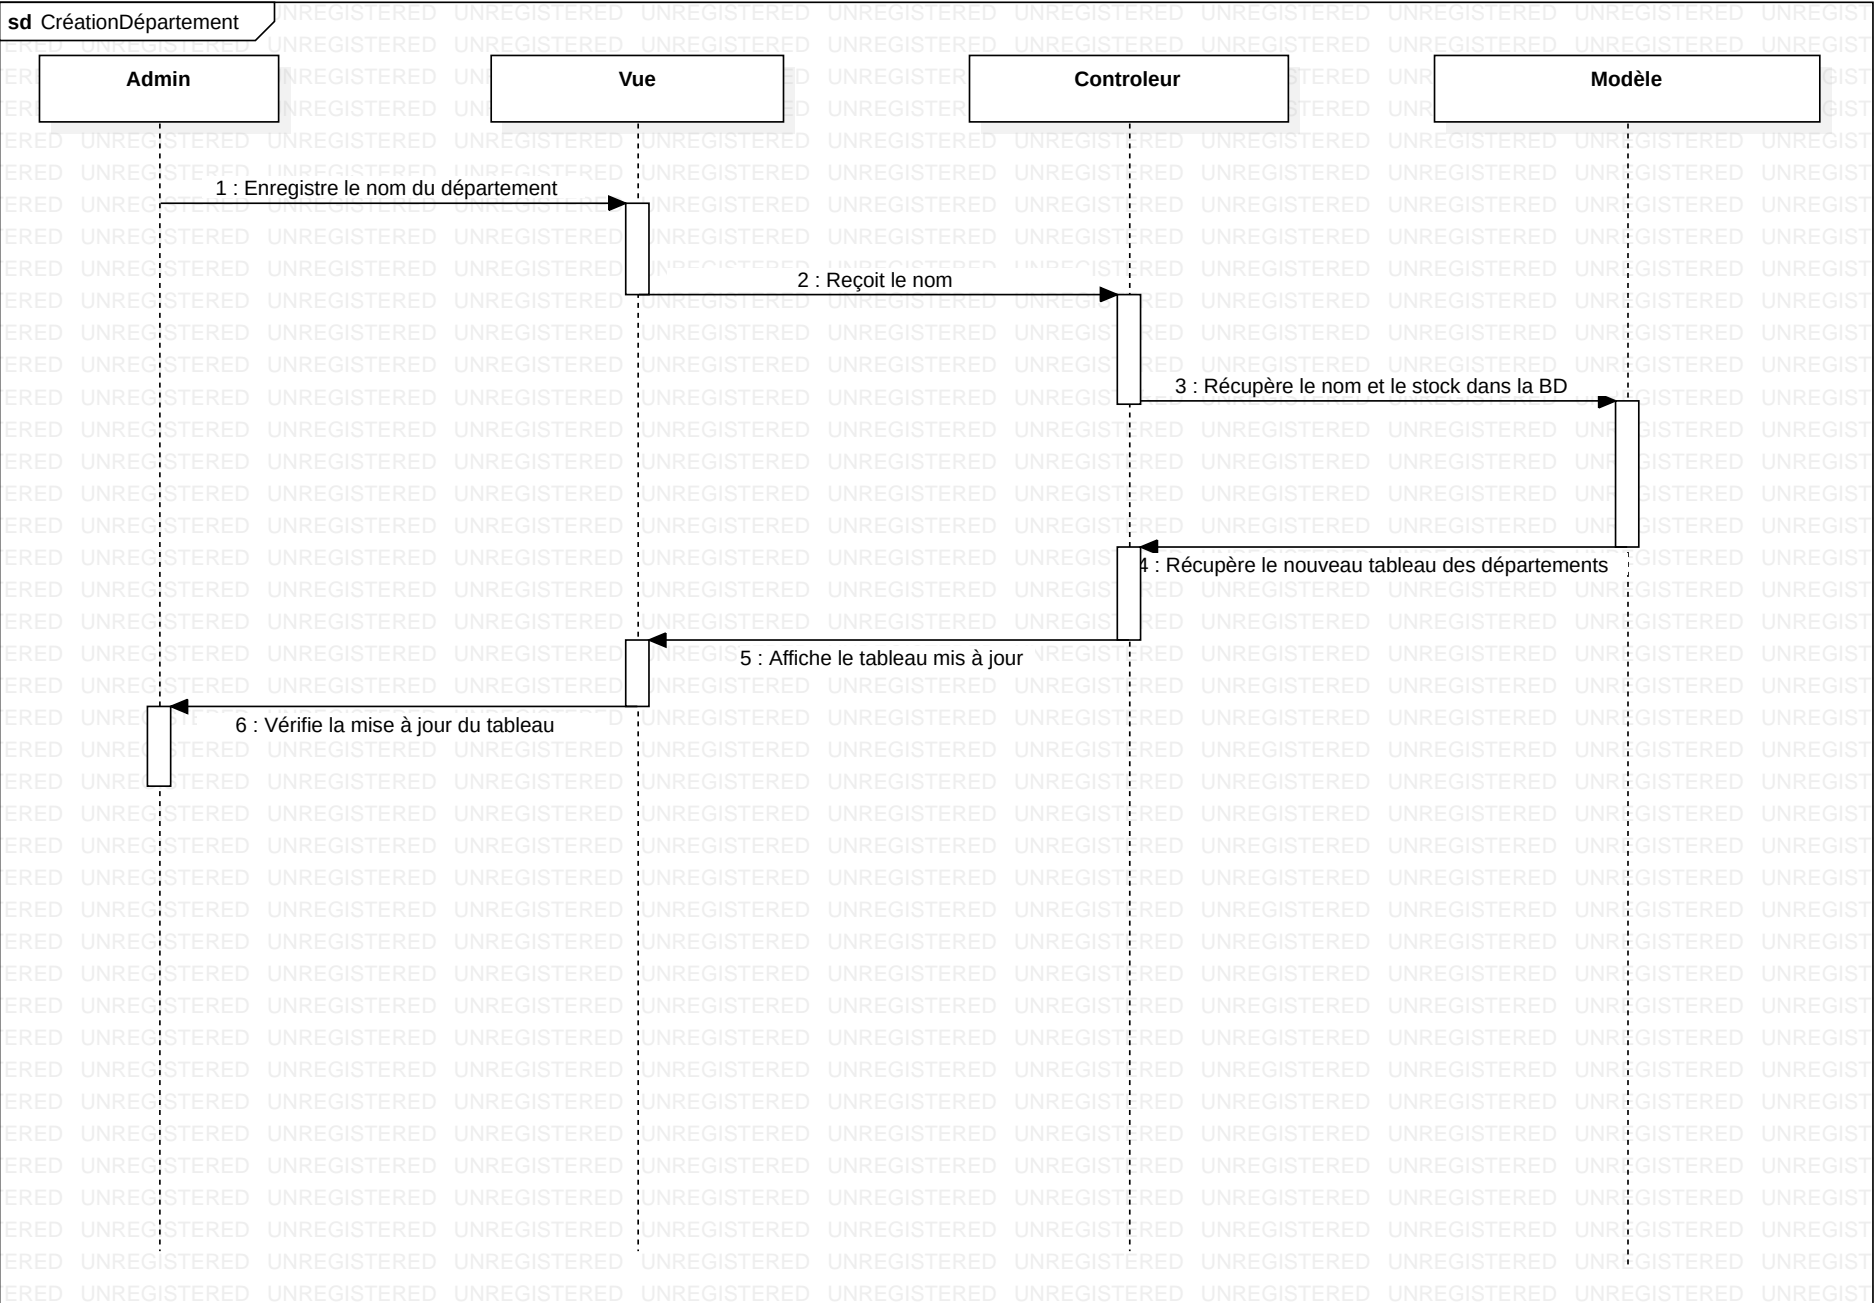 sd CréationDépartement
Admin
Vue
Controleur
Modèle
1 : Enregistre le nom du département
2 : Reçoit le nom
3 : Récupère le nom et le stock dans la BD
4 : Récupère le nouveau tableau des départements
5 : Affiche le tableau mis à jour
6 : Vérifie la mise à jour du tableau
UNREGISTERED